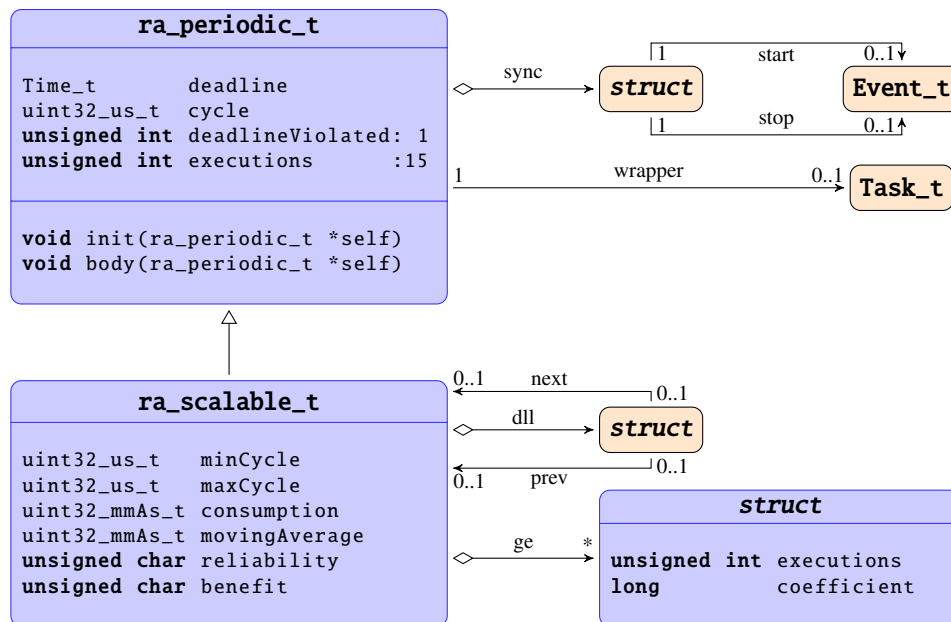 ra_periodic_t
Time_t deadline
uint32_us_t cycle
unsigned int deadlineViolated: 1
unsigned int executions :15
void init(ra_periodic_t *self)
void body(ra_periodic_t *self)
sync
struct
1 start 0..1
Event_t
1 stop 0..1
1 wrapper 0..1
Task_t
ra_scalable_t
uint32_us_t minCycle
uint32_us_t maxCycle
uint32_mmAs_t consumption
uint32_mmAs_t movingAverage
unsigned char reliability
unsigned char benefit
0..1 next 0..1
dll
struct
0..1 prev 0..1
ge *
struct
unsigned int executions
long coefficient